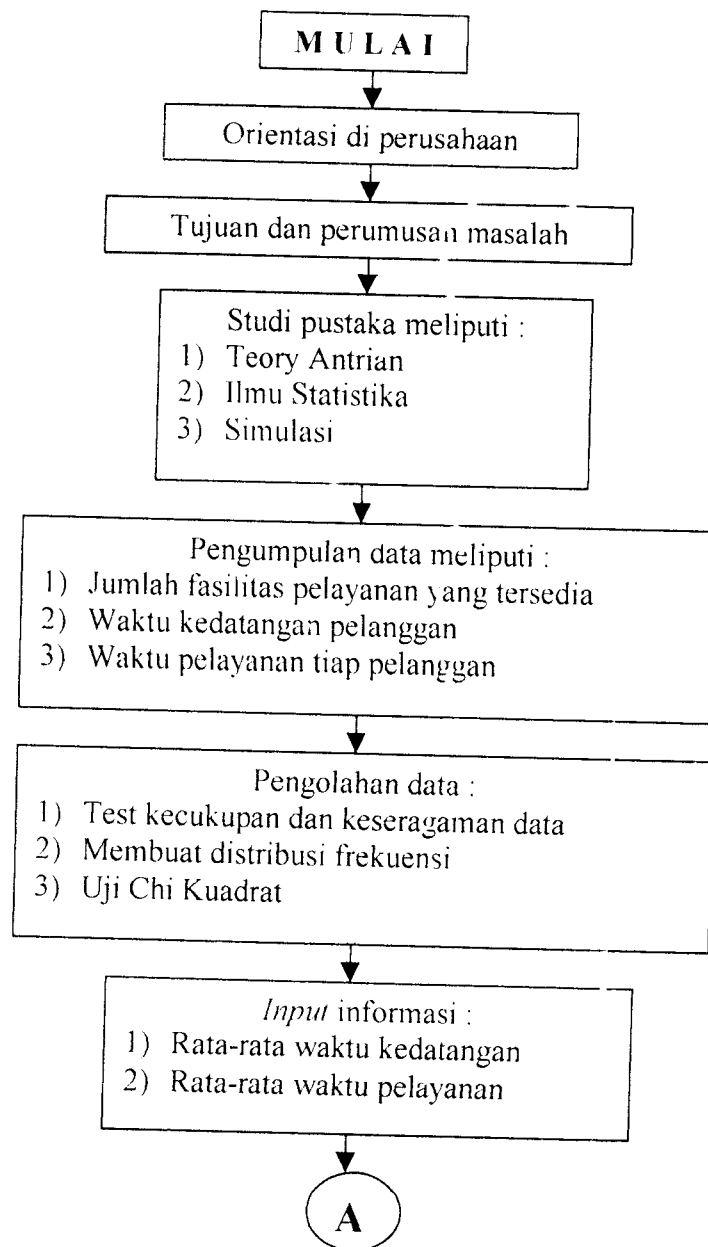 MULAI
Orientasi di perusahaan
Tujuan dan perumusan masalah
Studi pustaka meliputi :
1) Teory Antrian
2) Ilmu Statistika
3) Simulasi
Pengumpulan data meliputi :
1) Jumlah fasilitas pelayanan yang tersedia
2) Waktu kedatangan pelanggan
3) Waktu pelayanan tiap pelanggan
Pengolahan data :
1) Test kecukupan dan keseragaman data
2) Membuat distribusi frekuensi
3) Uji Chi Kuadrat
Input informasi :
1) Rata-rata waktu kedatangan
2) Rata-rata waktu pelayanan
A